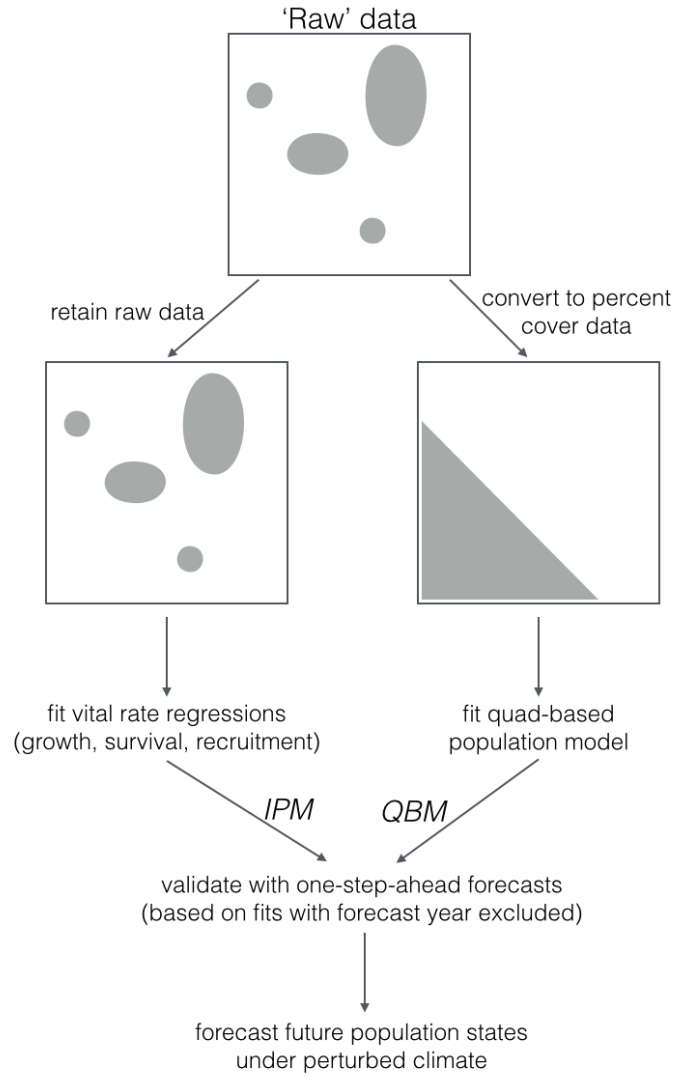 ‘Raw’ data
retain raw data
convert to percent
cover data
fit vital rate regressions
(growth, survival, recruitment)
fit quad-based
population model
IPM
QBM
validate with one-step-ahead forecasts
(based on fits with forecast year excluded)
forecast future population states
under perturbed climate